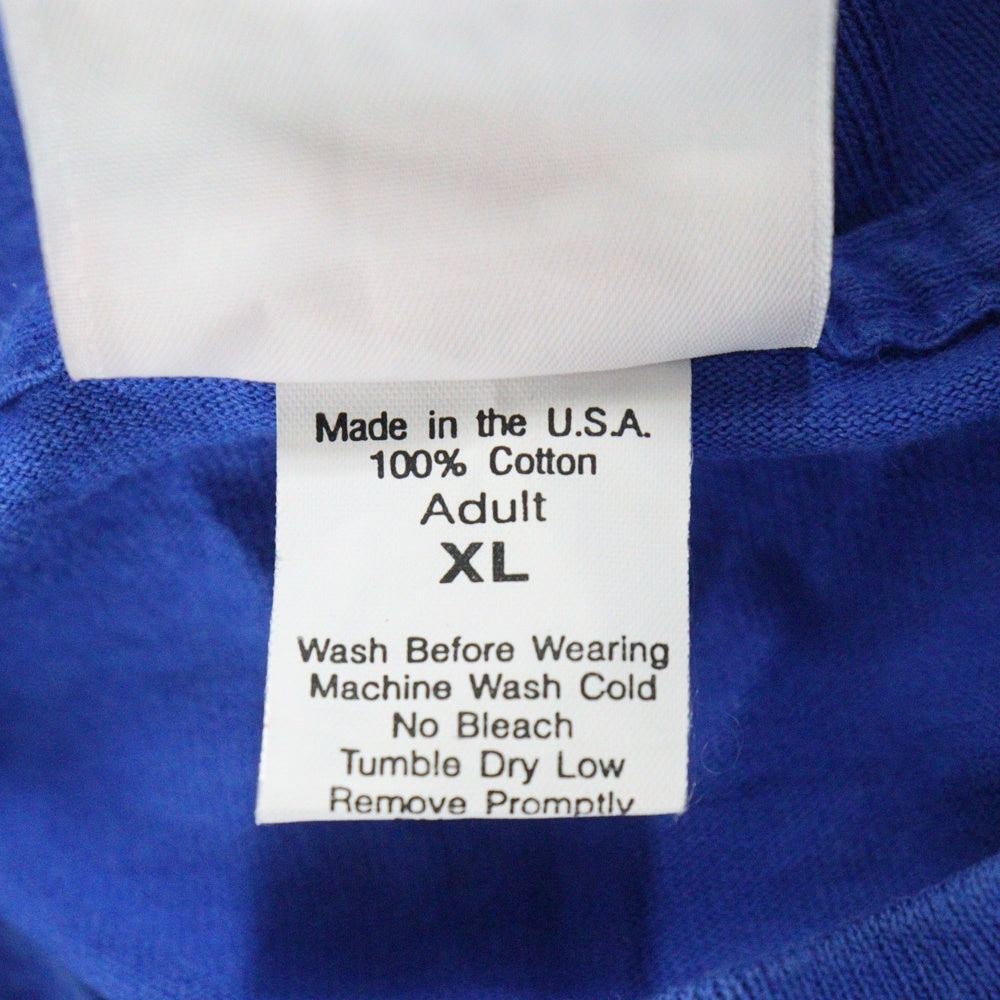 Made in the U.S.A.
100% Cotton
Adult
XL
Wash Before Wearing
Machine Wash Cold
No Bleach
Tumble Dry Low
Remove Promptly